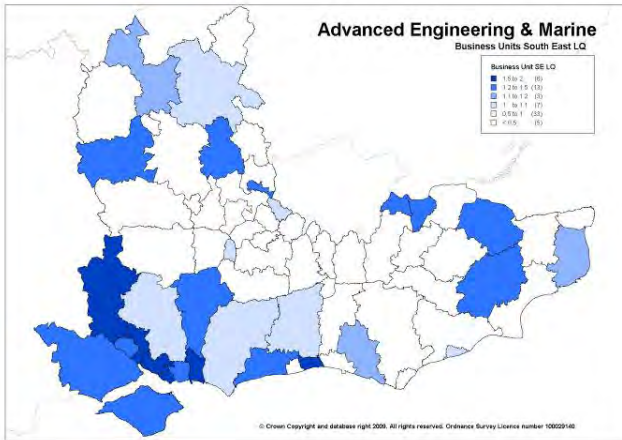 Advanced Engineering & Marine
Business Units South East LQ
Business Unit SE LQ
1.5 to 2 (6)
1.2 to 1.5 (13)
1.1 to 1.2 (3)
1 to 1.1 (7)
0.5 to 1 (33)
< 0.5 (5)
© Crown Copyright and database right 2009. All rights reserved. Ordnance Survey Licence number 100029140